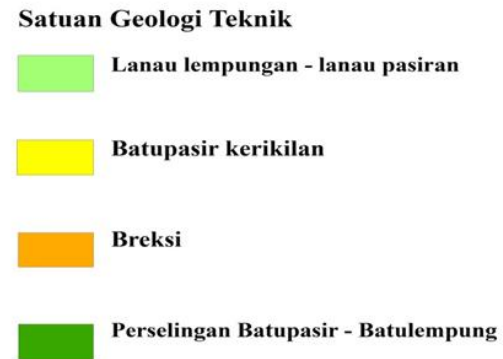 Satuan Geologi Teknik
Lanau lempungan - lanau pasiran
Batupasir kerikilan
Breksi
Perselingan Batupasir - Batulempung